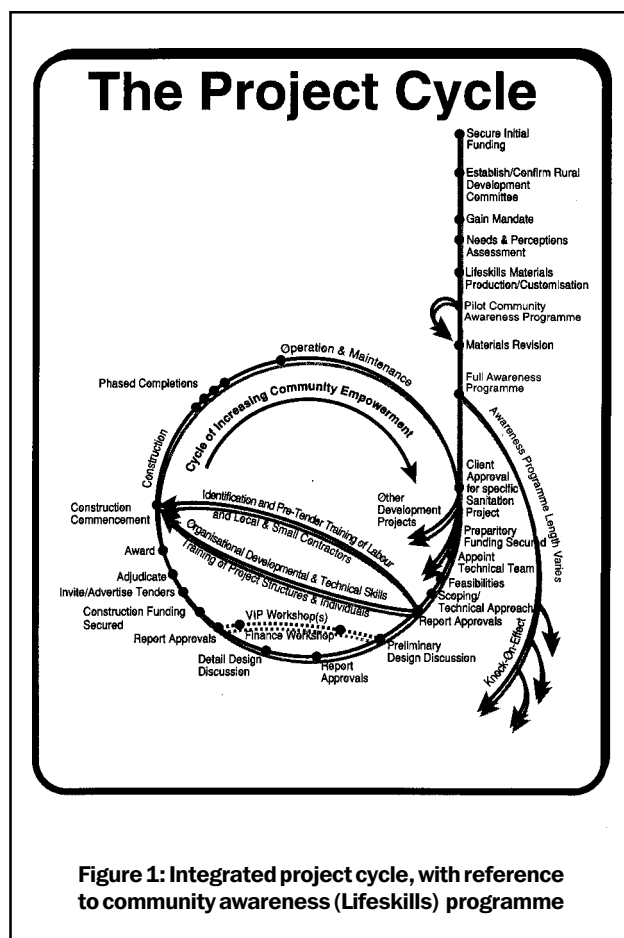 The Project Cycle
Secure Initial
Funding
Establish/Confirm Rural
Development
Committee
Gain Mandate
Needs & Perceptions
Assessment
Lifeskills Materials
Production/Customisation
Pilot Community
Awareness Programme
Materials Revision
Full Awareness
Programme
Awareness Programme Length Varies
Knock-On-Effect
Client
Approval
for specific
Sanitation
Project
Other
Development
Projects
Preparitory
Funding Secured
Appoint
Technical Team
Feasibilities
Scoping/
Technical Approach
Report Approvals
Preliminary
Design Discussion
Report
Approvals
Detail Design
Discussion
VIP Workshop(s)
Finance Workshop
Report Approvals
Construction Funding
Secured
Invite/Advertise Tenders
Adjudicate
Award
Construction
Commencement
Construction
Phased Completions
Operation & Maintenance
Cycle of Increasing Community Empowerment
Identification and Pre-Tender Training of Labour
and Local & Small Contractors
Organisational Developmental & Technical Skills
Training of Project Structures & Individuals
Figure 1: Integrated project cycle, with reference
to community awareness (Lifeskills) programme